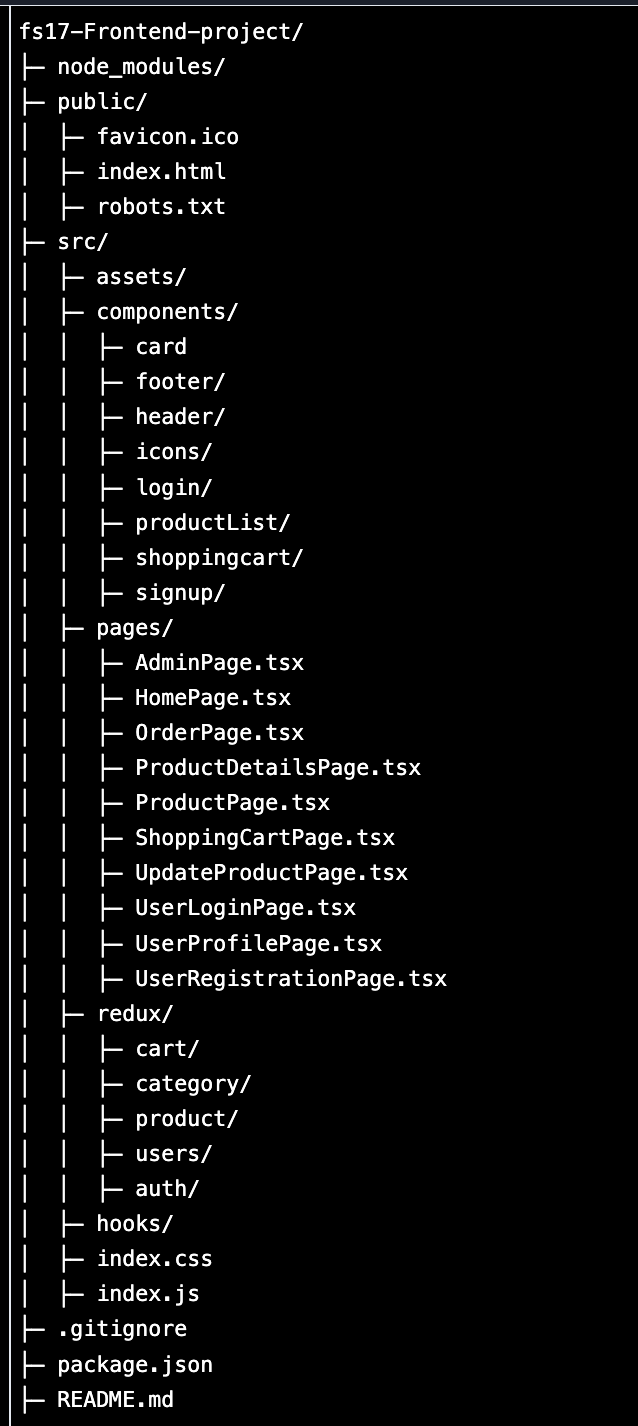 fs17-Frontend-project/
├─ node_modules/
├─ public/
│  ├─ favicon.ico
│  ├─ index.html
│  ├─ robots.txt
├─ src/
│  ├─ assets/
│  ├─ components/
│  │  ├─ card
│  │  ├─ footer/
│  │  ├─ header/
│  │  ├─ icons/
│  │  ├─ login/
│  │  ├─ productList/
│  │  ├─ shoppingcart/
│  │  ├─ signup/
│  ├─ pages/
│  │  ├─ AdminPage.tsx
│  │  ├─ HomePage.tsx
│  │  ├─ OrderPage.tsx
│  │  ├─ ProductDetailsPage.tsx
│  │  ├─ ProductPage.tsx
│  │  ├─ ShoppingCartPage.tsx
│  │  ├─ UpdateProductPage.tsx
│  │  ├─ UserLoginPage.tsx
│  │  ├─ UserProfilePage.tsx
│  │  ├─ UserRegistrationPage.tsx
│  ├─ redux/
│  │  ├─ cart/
│  │  ├─ category/
│  │  ├─ product/
│  │  ├─ users/
│  │  ├─ auth/
│  ├─ hooks/
│  ├─ index.css
│  ├─ index.js
├─ .gitignore
├─ package.json
├─ README.md